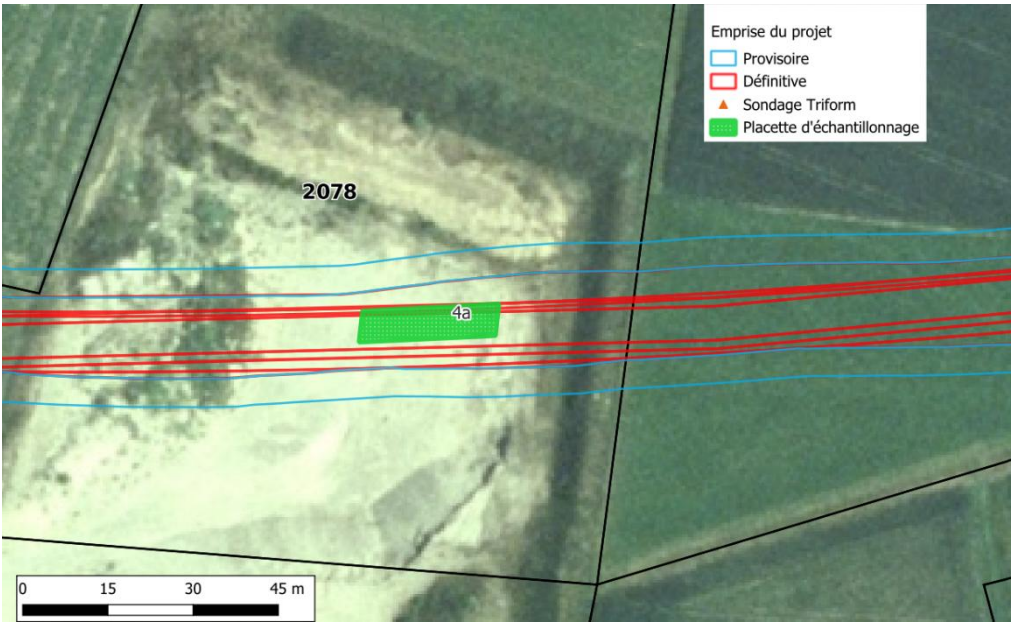 Emprise du projet
Provisoire
Définitive
Sondage Triform
Placette d'échantillonnage
2078
4a
0 15 30 45 m